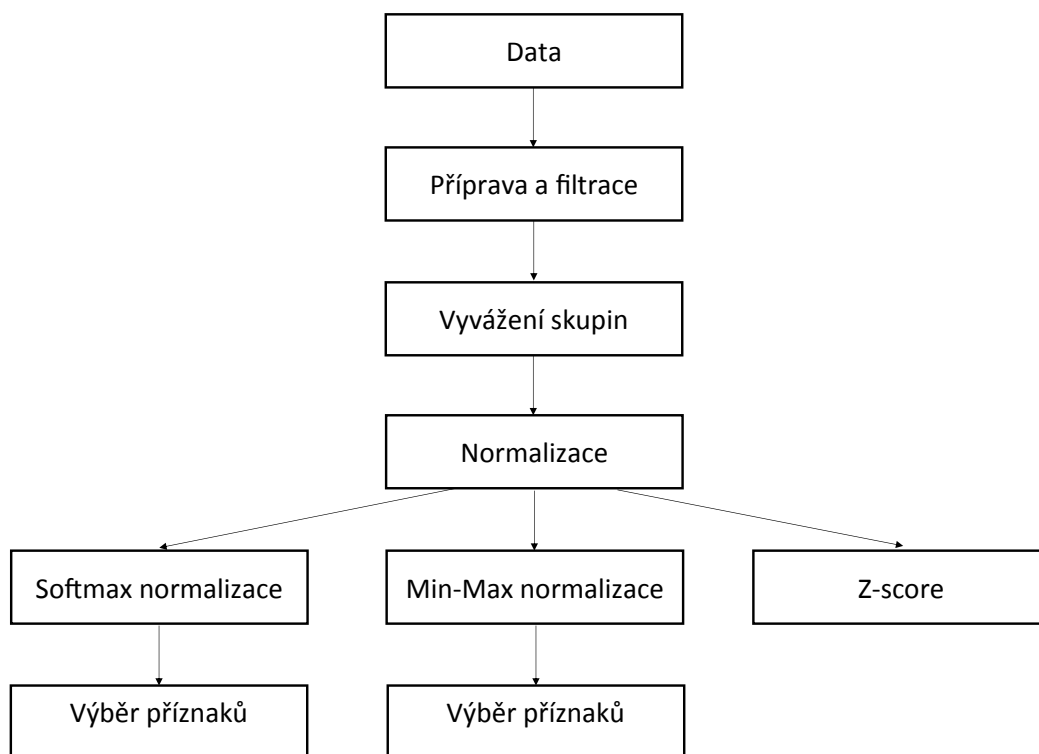 Data
Příprava a filtrace
Vyvážení skupin
Normalizace
Softmax normalizace
Min-Max normalizace
Z-score
Výběr příznaků
Výběr příznaků